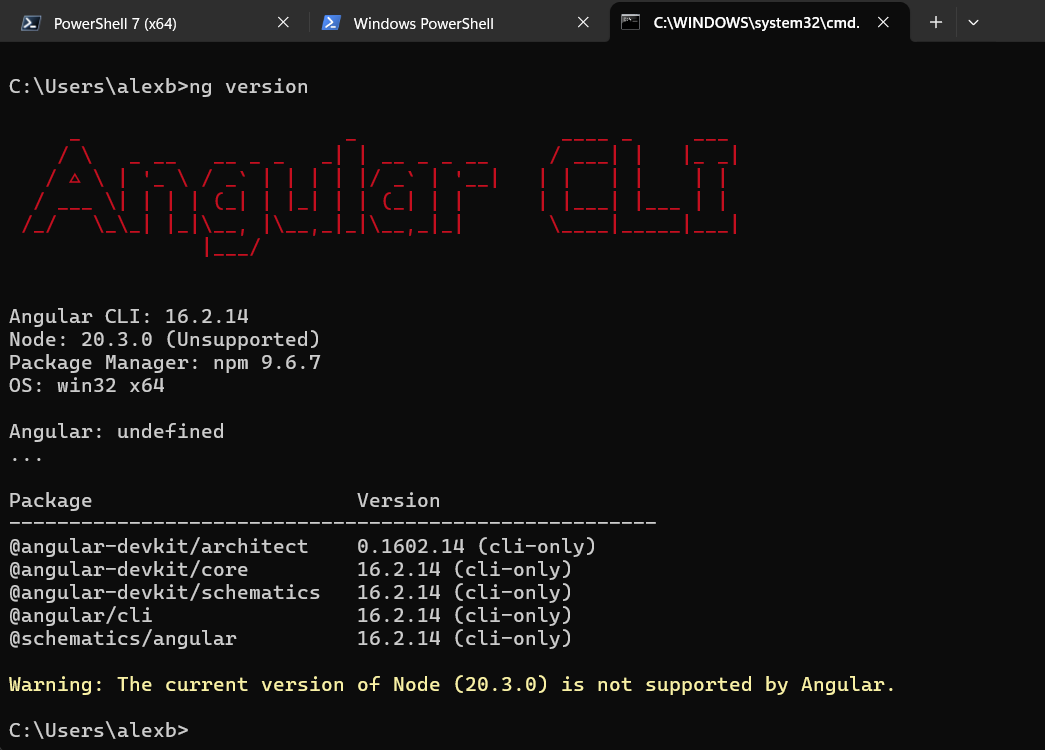 PowerShell 7 (x64)
Windows PowerShell
C:\WINDOWS\system32\cmd.
C:\Users\alexb>ng version
Angular CLI
Angular CLI: 16.2.14
Node: 20.3.0 (Unsupported)
Package Manager: npm 9.6.7
OS: win32 x64
Angular: undefined
...
Package Version
------------------------------------------------------
@angular-devkit/architect 0.1602.14 (cli-only)
@angular-devkit/core 16.2.14 (cli-only)
@angular-devkit/schematics 16.2.14 (cli-only)
@angular/cli 16.2.14 (cli-only)
@schematics/angular 16.2.14 (cli-only)
Warning: The current version of Node (20.3.0) is not supported by Angular.
C:\Users\alexb>